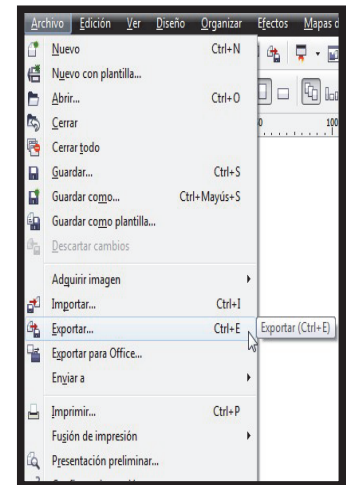 Archivo Edición Ver Diseño Organizar Efectos Mapas d
Nuevo Ctrl+N
Nuevo con plantilla...
Abrir... Ctrl+O
Cerrar
Cerrar todo
Guardar... Ctrl+S
Guardar como... Ctrl+Mayús+S
Guardar como plantilla...
Descartar cambios
Adquirir imagen
Importar... Ctrl+I
Exportar... Ctrl+E
Exportar (Ctrl+E)
Exportar para Office...
Enviar a
Imprimir... Ctrl+P
Fusión de impresión
Presentación preliminar...
100